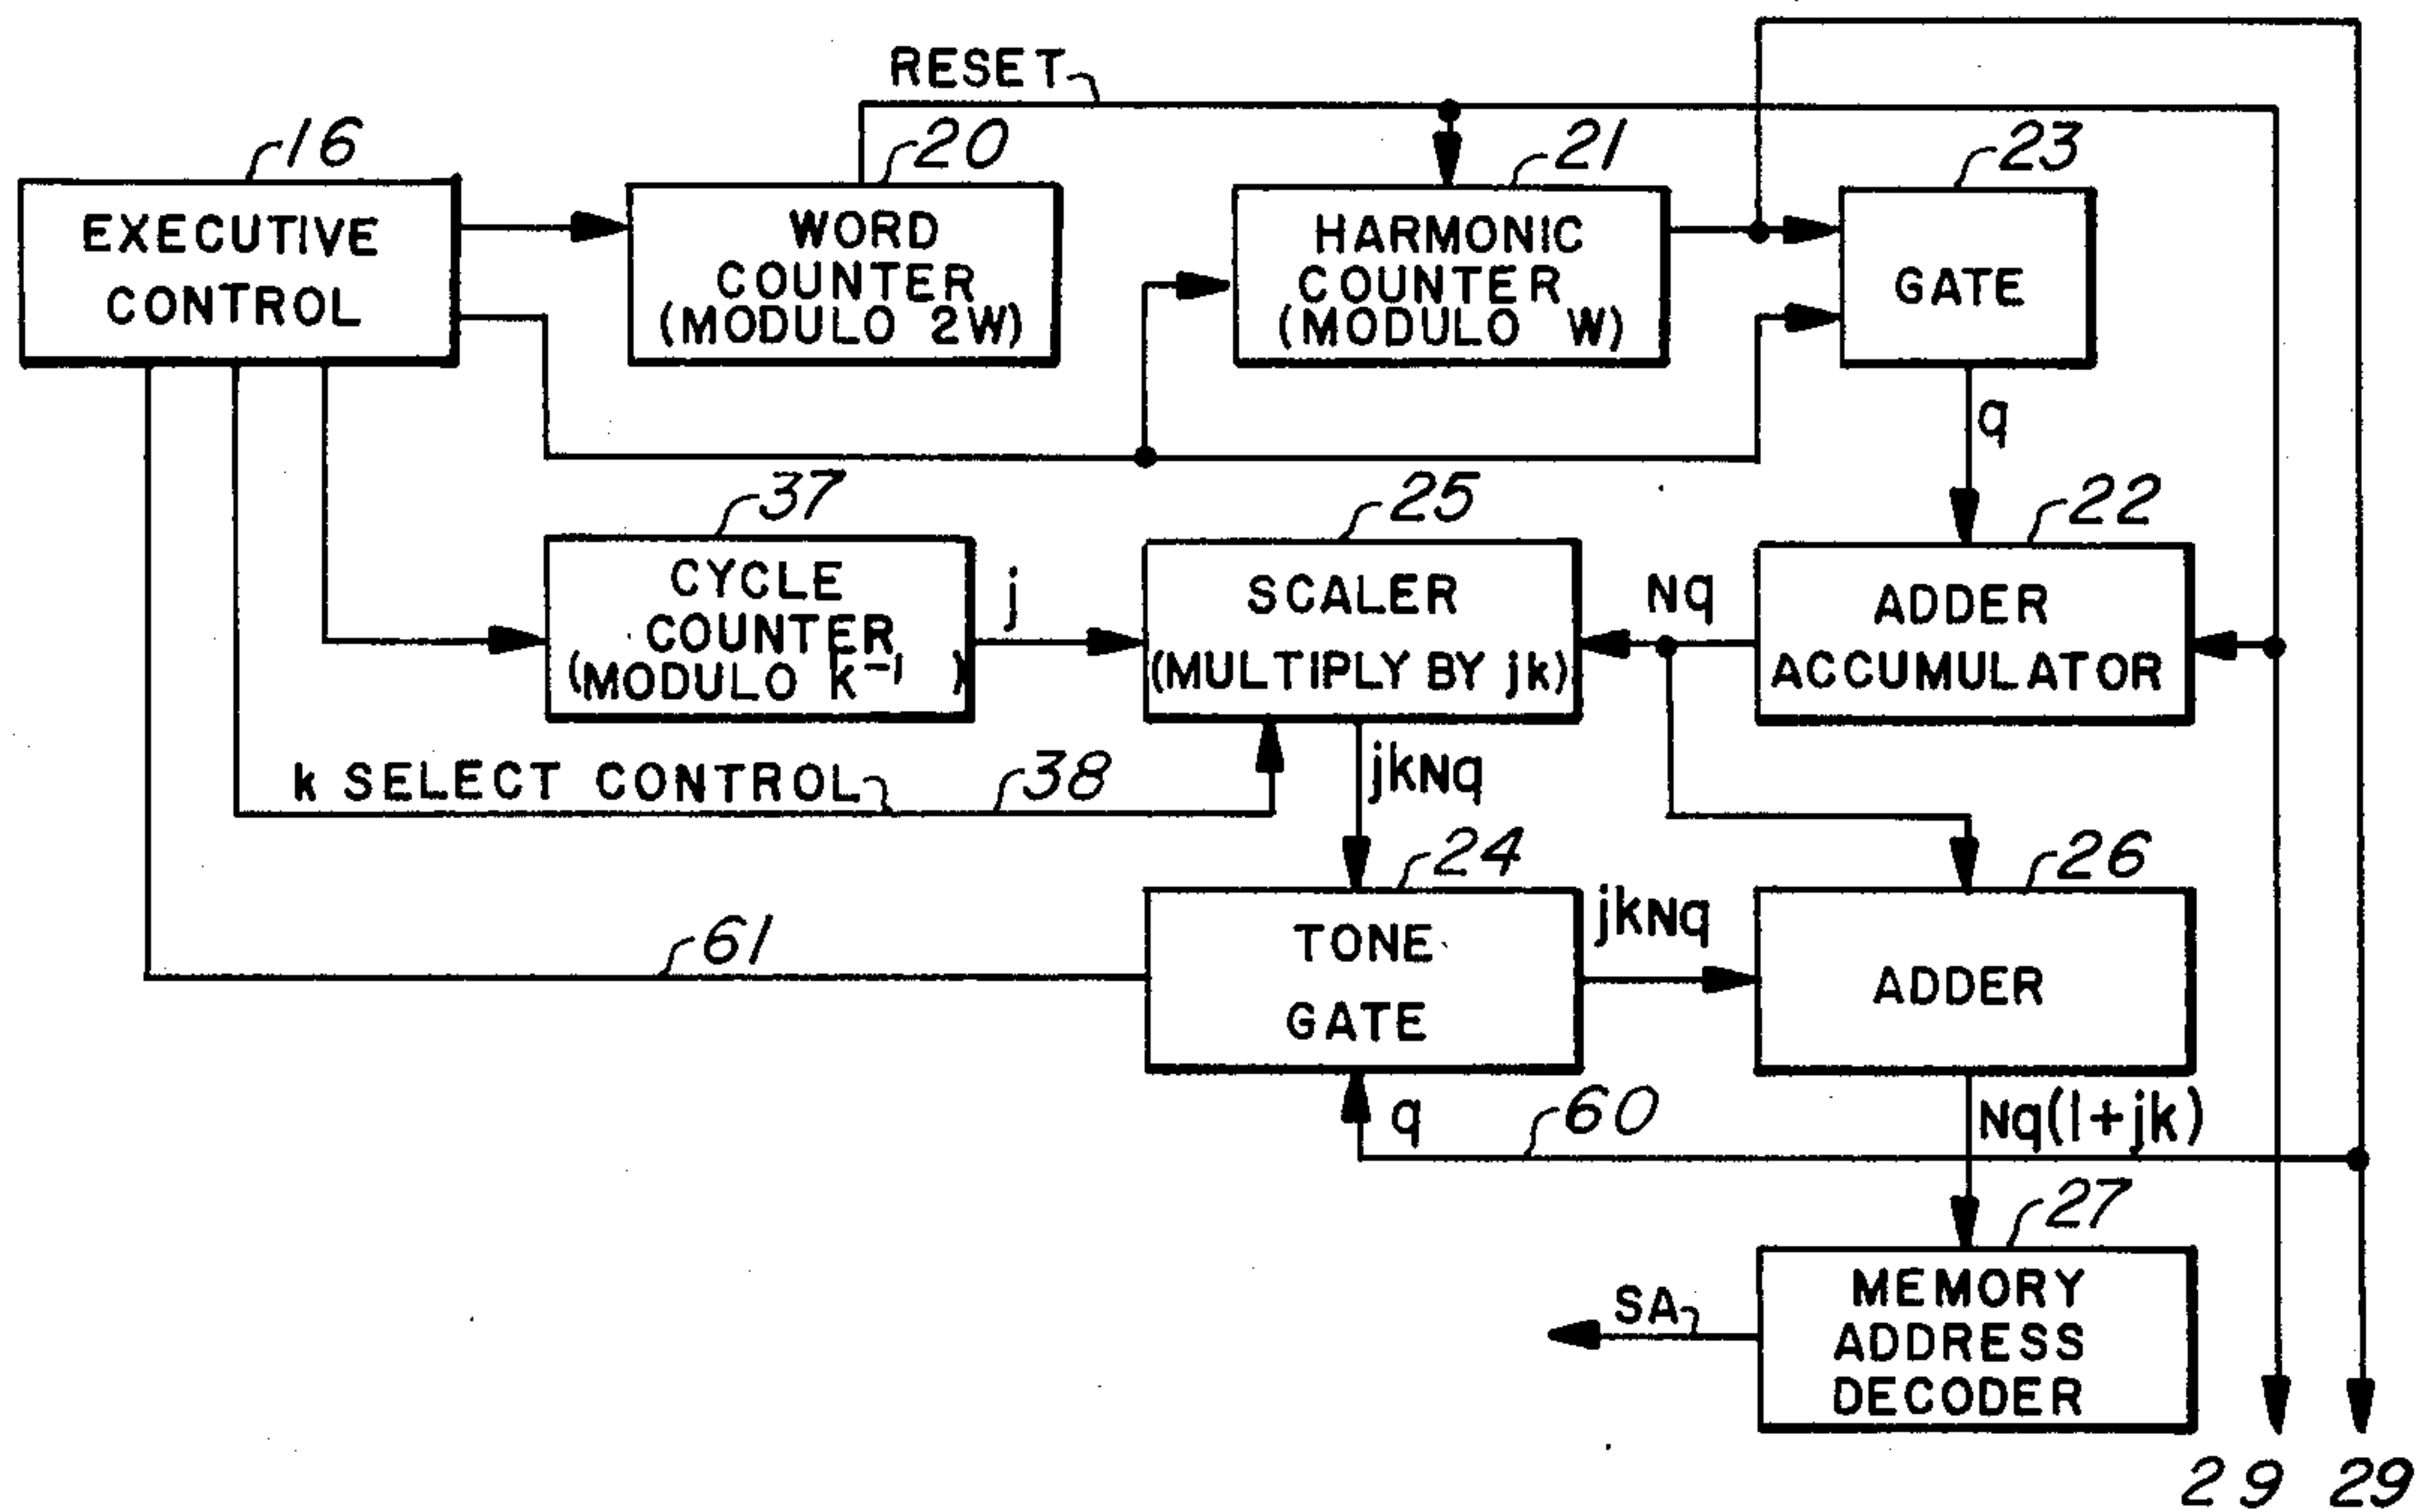 RESET
16
20
21
23
EXECUTIVE
CONTROL
WORD
COUNTER
(MODULO 2W)
HARMONIC
COUNTER
(MODULO W)
GATE
q
37
25
22
CYCLE
COUNTER
(MODULO k⁻¹ )
j
SCALER
(MULTIPLY BY jk)
Nq
ADDER
ACCUMULATOR
k SELECT CONTROL
38
jkNq
24
26
61
TONE
GATE
jkNq
ADDER
q
60
Nq(1+jk)
27
SA
MEMORY
ADDRESS
DECODER
29
29